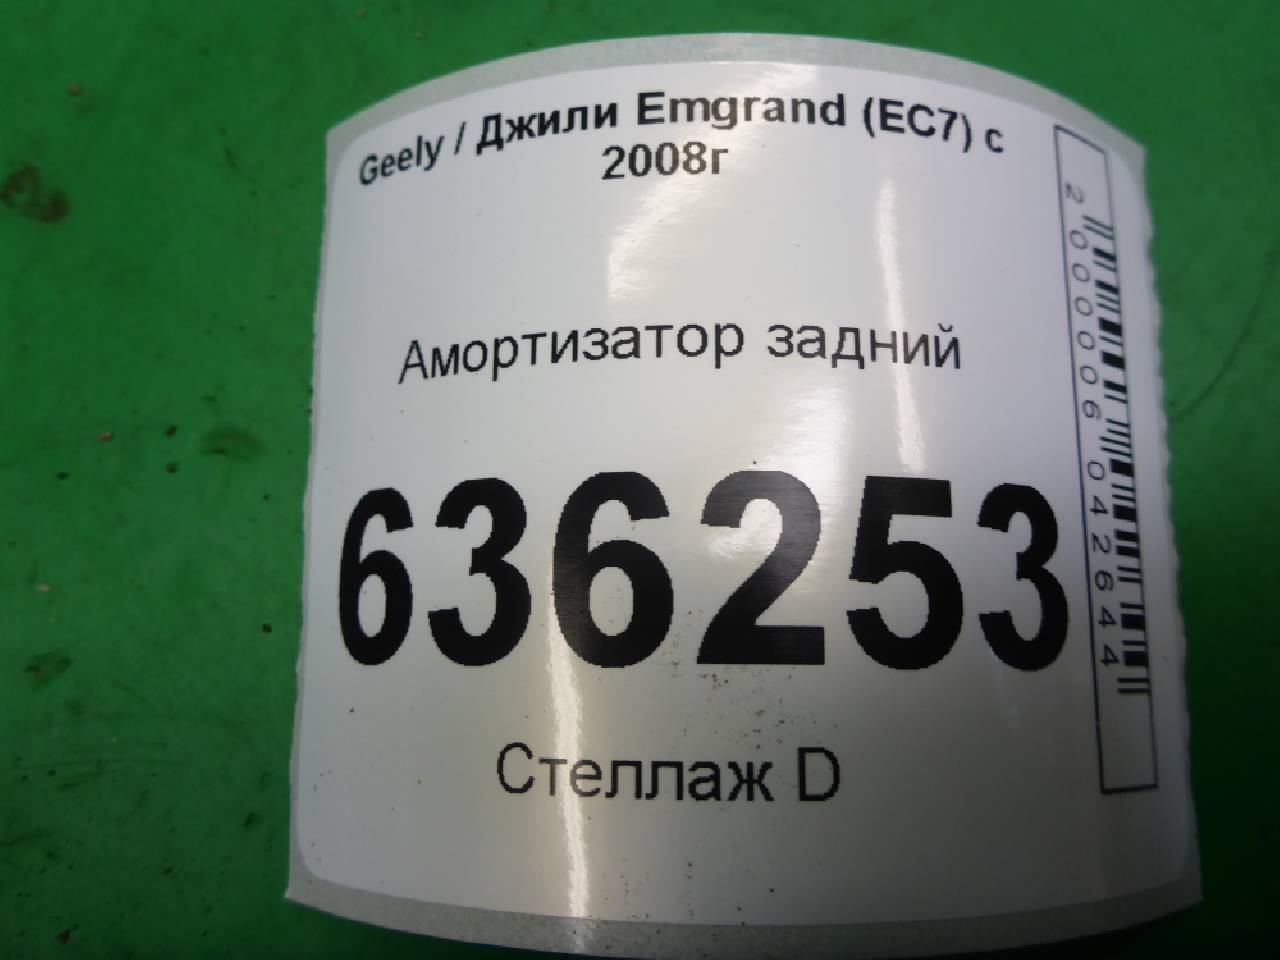 Geely / Джили Emgrand (EC7) с
2008г
Амортизатор задний
636253
Стеллаж D
2000006042644